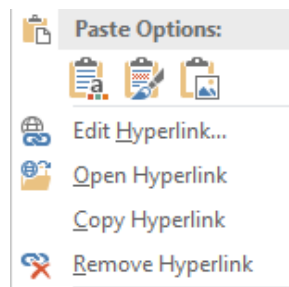 Paste Options:
a
Edit Hyperlink...
Open Hyperlink
Copy Hyperlink
Remove Hyperlink